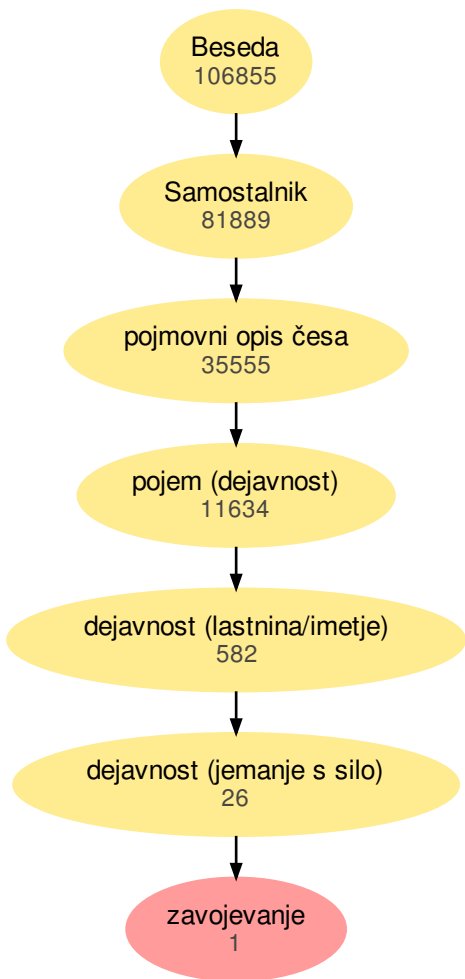 Beseda
106855
Samostalnik
81889
pojmovni opis česa
35555
pojem (dejavnost)
11634
dejavnost (lastnina/imetje)
582
dejavnost (jemanje s silo)
26
zavojevanje
1